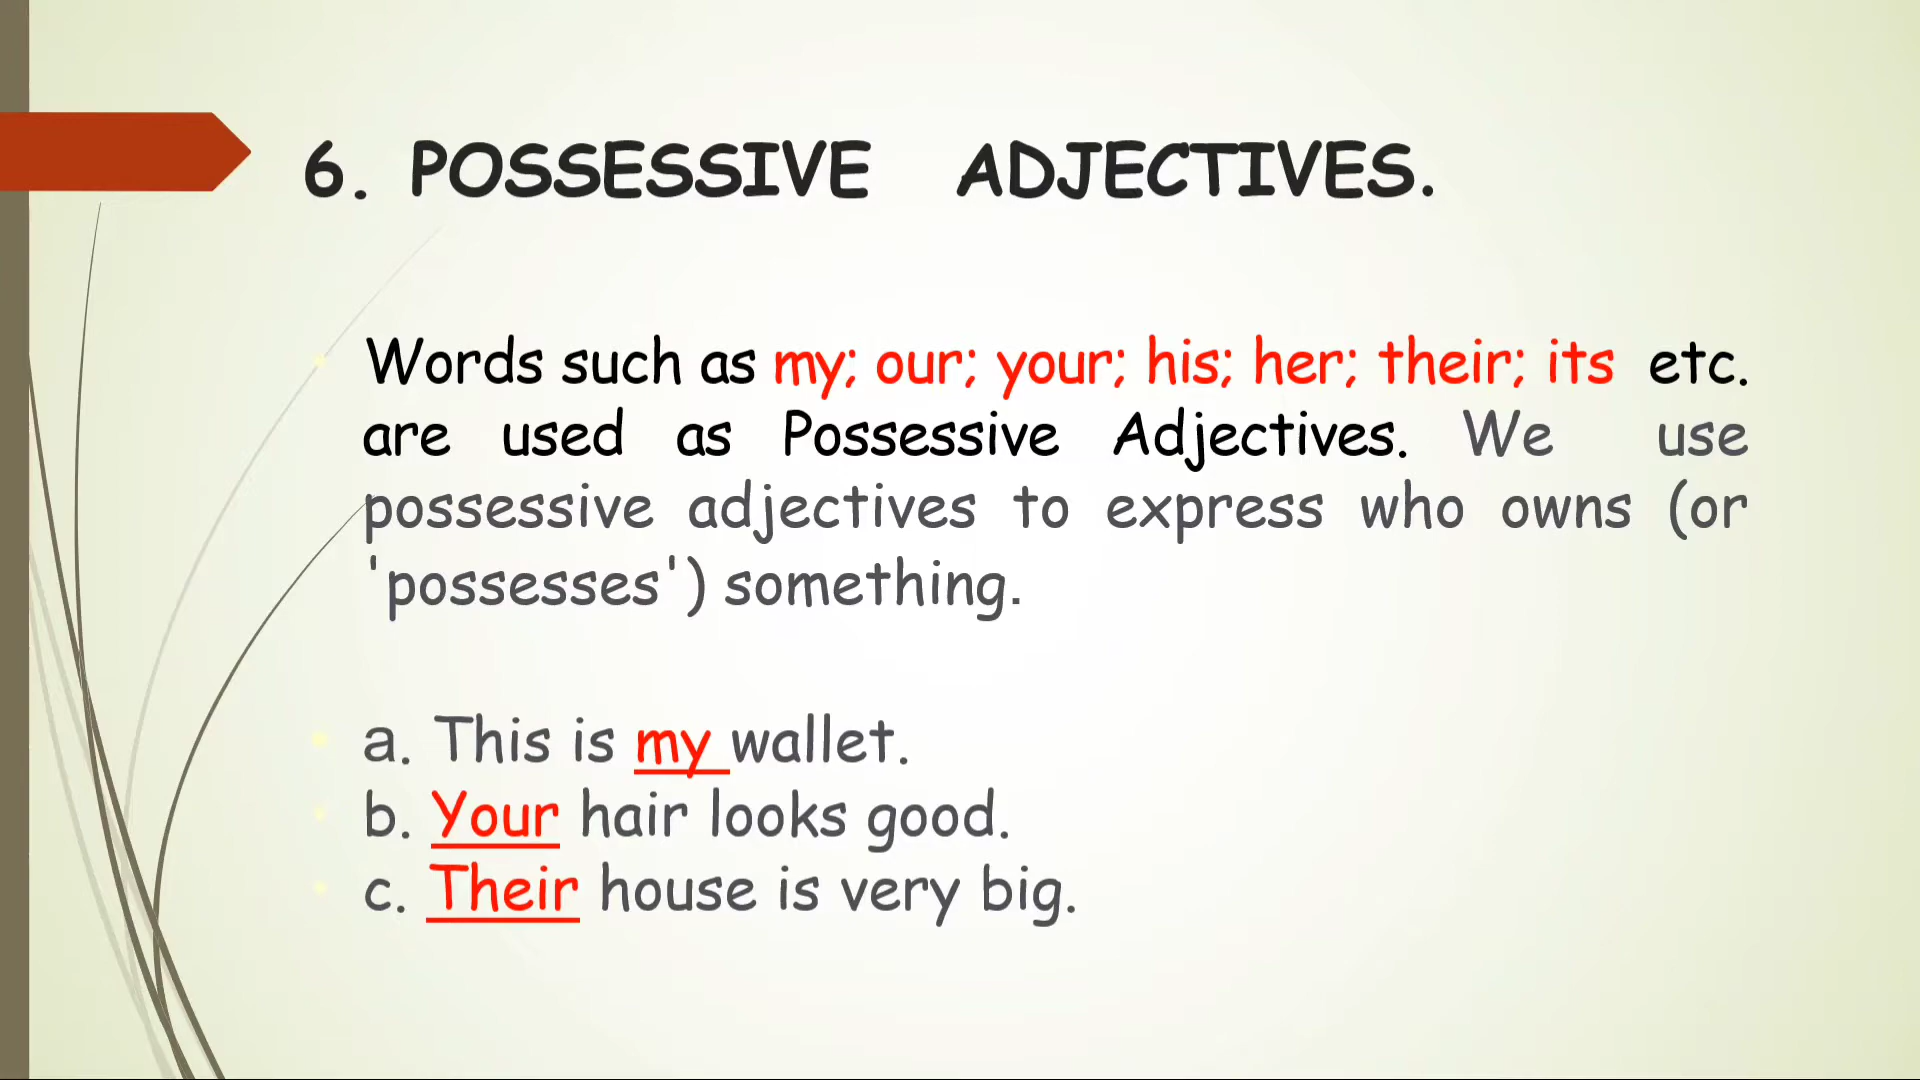 6. POSSESSIVE ADJECTIVES.
Words such as my; our; your; his; her; their; its etc.
are used as Possessive Adjectives. We use
possessive adjectives to express who owns (or
'possesses') something.
a. This is my wallet.
b. Your hair looks good.
c. Their house is very big.